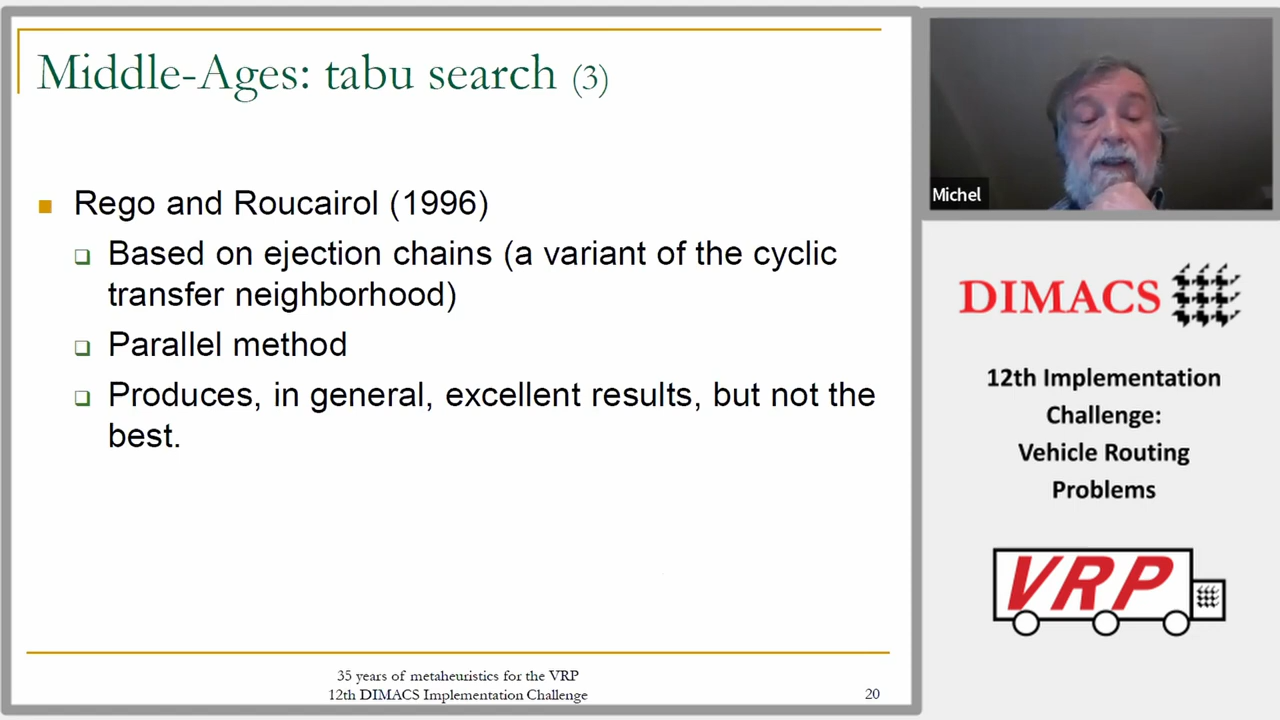 Middle-Ages: tabu search (3)
Rego and Roucairol (1996)
Based on ejection chains (a variant of the cyclic
transfer neighborhood)
Parallel method
Produces, in general, excellent results, but not the
best.
35 years of metaheuristics for the VRP
12th DIMACS Implementation Challenge
20
Michel
DIMACS
12th Implementation
Challenge:
Vehicle Routing
Problems
VRP